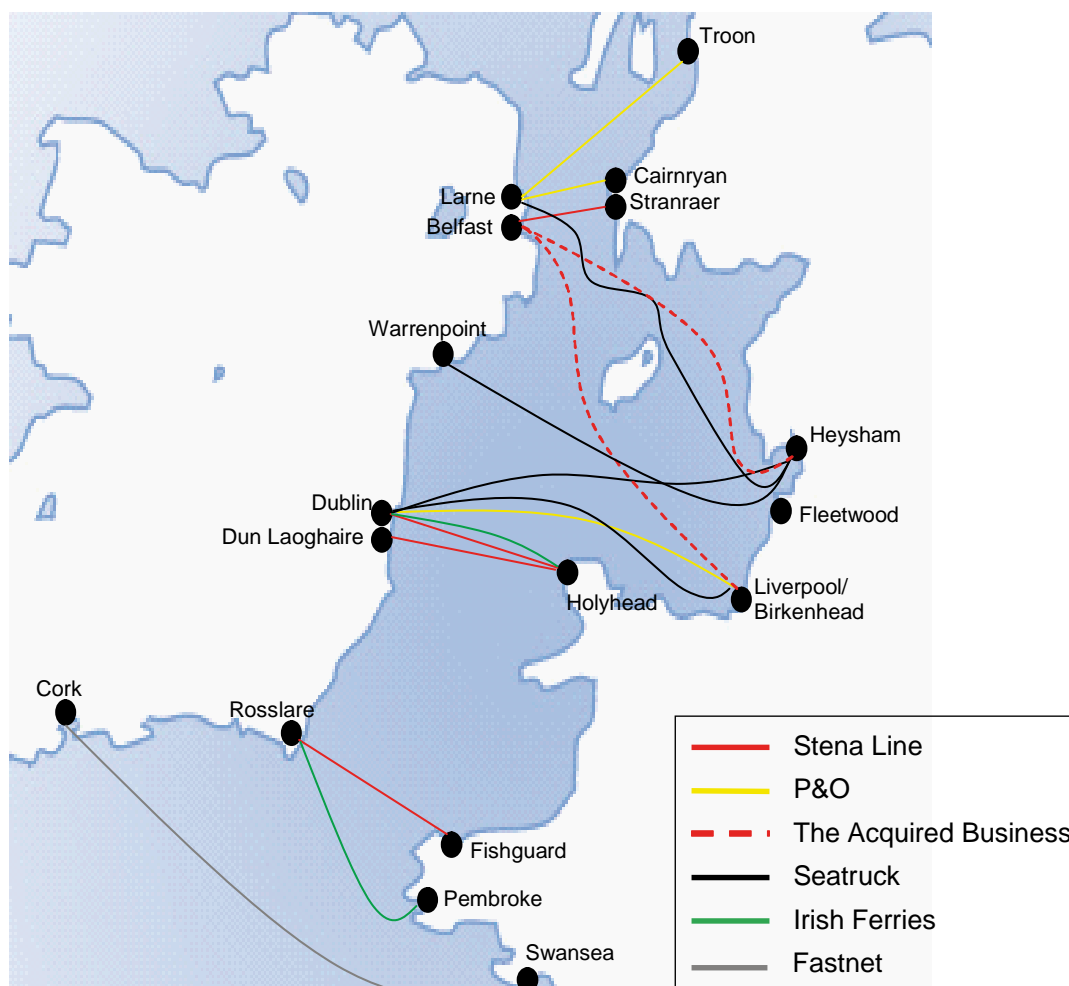 Troon
Cairnryan
Larne
Stranraer
Belfast
Warrenpoint
Heysham
Dublin
Fleetwood
Dun Laoghaire
Holyhead
Liverpool/
Birkenhead
Cork
Rosslare
Fishguard
Pembroke
Swansea
Stena Line
P&O
The Acquired Business
Seatruck
Irish Ferries
Fastnet